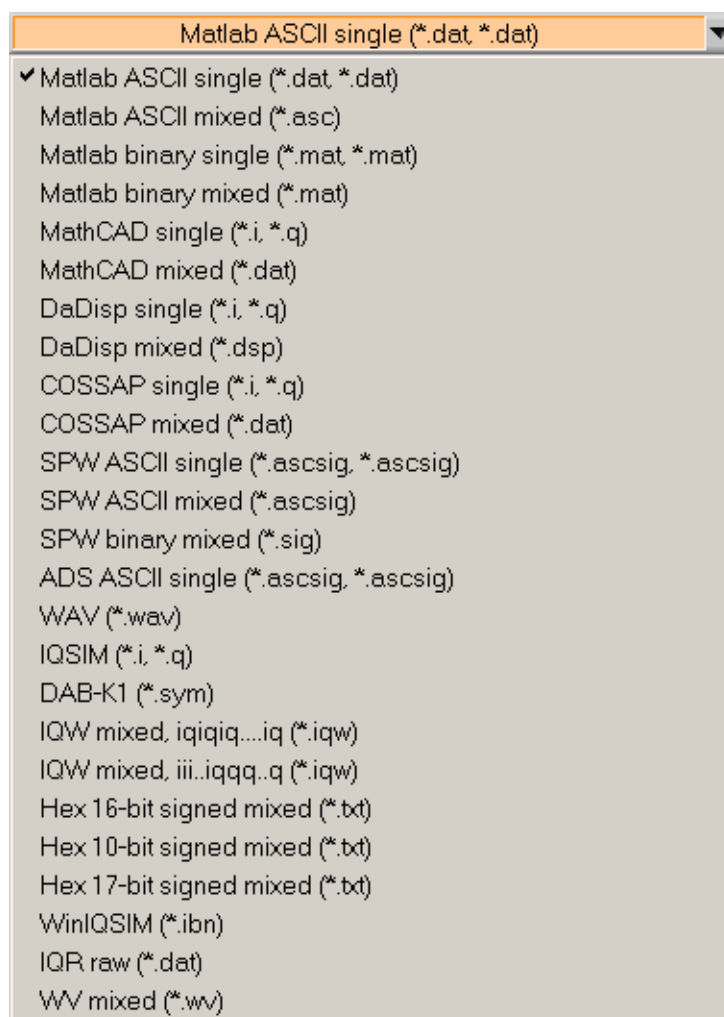 Matlab ASCII single (*.dat, *.dat)
Matlab ASCII single (*.dat, *.dat)
Matlab ASCII mixed (*.asc)
Matlab binary single (*.mat, *.mat)
Matlab binary mixed (*.mat)
MathCAD single (*.i, *.q)
MathCAD mixed (*.dat)
DaDisp single (*.i, *.q)
DaDisp mixed (*.dsp)
COSSAP single (*.i, *.q)
COSSAP mixed (*.dat)
SPW ASCII single (*.ascsig, *.ascsig)
SPW ASCII mixed (*.ascsig)
SPW binary mixed (*.sig)
ADS ASCII single (*.ascsig, *.ascsig)
WAV (*.wav)
IQSIM (*.i, *.q)
DAB-K1 (*.sym)
IQW mixed, iqiqiq....iq (*.iqw)
IQW mixed, iii..iqqq..q (*.iqw)
Hex 16-bit signed mixed (*.txt)
Hex 10-bit signed mixed (*.txt)
Hex 17-bit signed mixed (*.txt)
WinIQSIM (*.ibn)
IQR raw (*.dat)
WV mixed (*.wv)